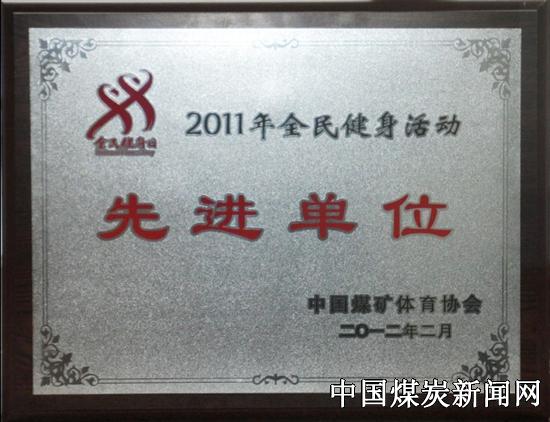 全民健身日
2011年全民健身活动
先进单位
中国煤矿体育协会
二〇一二年二月
中国煤炭新闻网